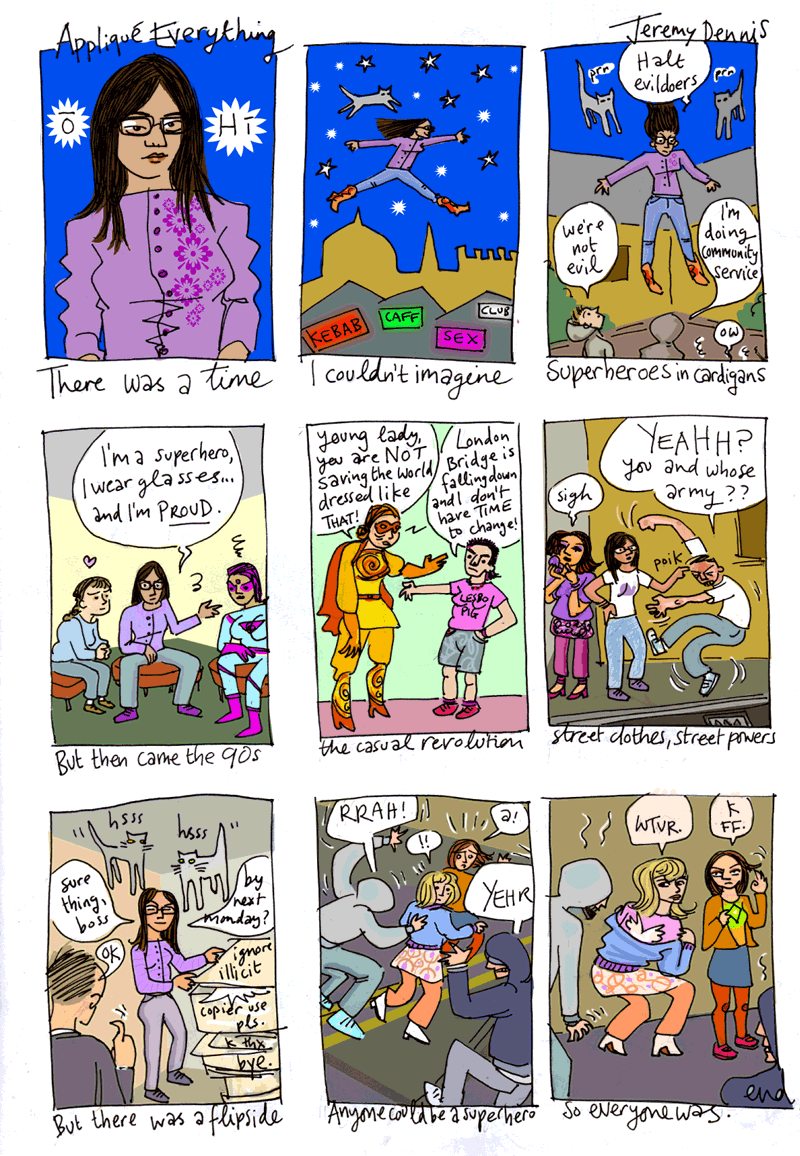 Appliqué Everything
Jeremy Dennis
Ō
Hī
There was a time
KEBAB
CAFF
SEX
CLUB
I couldn't imagine
prn
prn
Halt
evildoers
we're
not
evil
I'm
doing
community
service
ow
Superheroes in cardigans
I'm a superhero,
I wear glasses...
and I'm PROUD.
But then came the 90s
young lady,
you are NOT
saving the world
dressed like
THAT!
London
Bridge is
falling down
and I don't
have TIME
to change!
LESBO
PIG
the casual revolution
sigh
YEAHH?
you and whose
army??
poik
street clothes, street powers
hsss
hsss
sure
thing,
boss
by
next
monday?
OK
ignore
illicit
copier use
pls.
k thx
bye.
But there was a flipside
RRAH!
!!
a!
YEHR
Anyone could be a superhero
WTVR.
K
FF.
end
So everyone was.